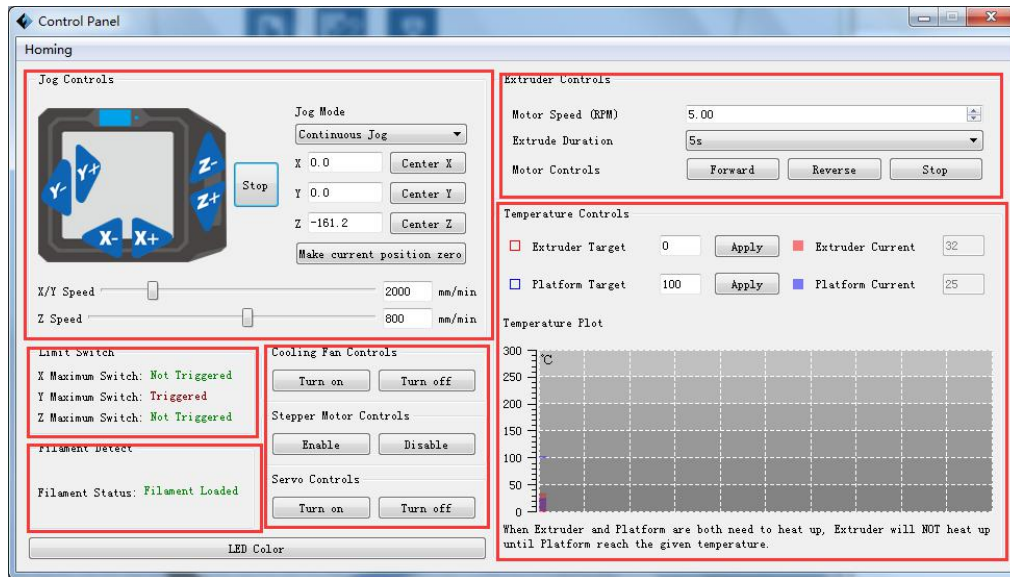 Control Panel
Homing
Jog Controls
Y-
Y+
Z-
Z+
X-
X+
Stop
Jog Mode
Continuous Jog
X 0.0 Center X
Y 0.0 Center Y
Z -161.2 Center Z
Make current position zero
X/Y Speed 2000 mm/min
Z Speed 800 mm/min
Limit Switch
X Maximum Switch: Not Triggered
Y Maximum Switch: Triggered
Z Maximum Switch: Not Triggered
Filament Detect
Filament Status: Filament Loaded
Cooling Fan Controls
Turn on Turn off
Stepper Motor Controls
Enable Disable
Servo Controls
Turn on Turn off
LED Color
Extruder Controls
Motor Speed (RPM) 5.00
Extrude Duration 5s
Motor Controls Forward Reverse Stop
Temperature Controls
Extruder Target 0 Apply Extruder Current 32
Platform Target 100 Apply Platform Current 25
Temperature Plot
300
℃
250
200
150
100
50
0
When Extruder and Platform are both need to heat up, Extruder will NOT heat up
until Platform reach the given temperature.